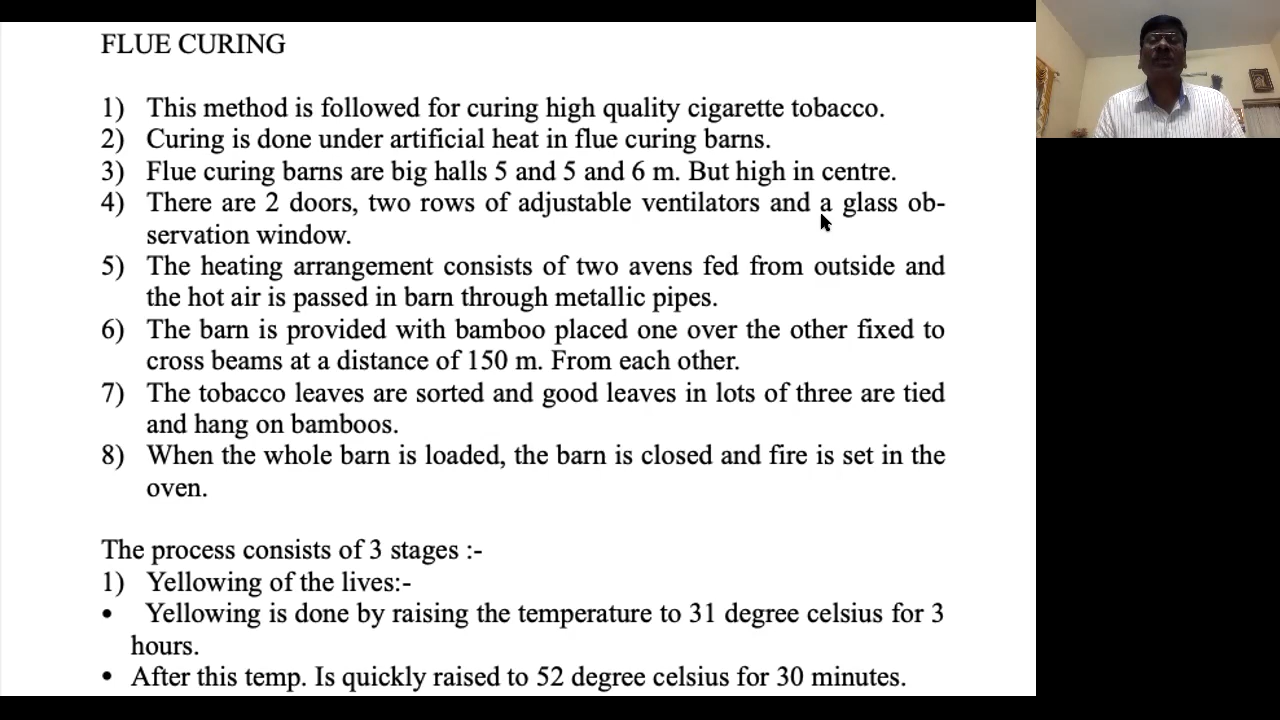 FLUE CURING
1) This method is followed for curing high quality cigarette tobacco.
2) Curing is done under artificial heat in flue curing barns.
3) Flue curing barns are big halls 5 and 5 and 6 m. But high in centre.
4) There are 2 doors, two rows of adjustable ventilators and a glass ob-
servation window.
5) The heating arrangement consists of two avens fed from outside and
the hot air is passed in barn through metallic pipes.
6) The barn is provided with bamboo placed one over the other fixed to
cross beams at a distance of 150 m. From each other.
7) The tobacco leaves are sorted and good leaves in lots of three are tied
and hang on bamboos.
8) When the whole barn is loaded, the barn is closed and fire is set in the
oven.
The process consists of 3 stages :-
1) Yellowing of the lives:-
• Yellowing is done by raising the temperature to 31 degree celsius for 3
hours.
• After this temp. Is quickly raised to 52 degree celsius for 30 minutes.